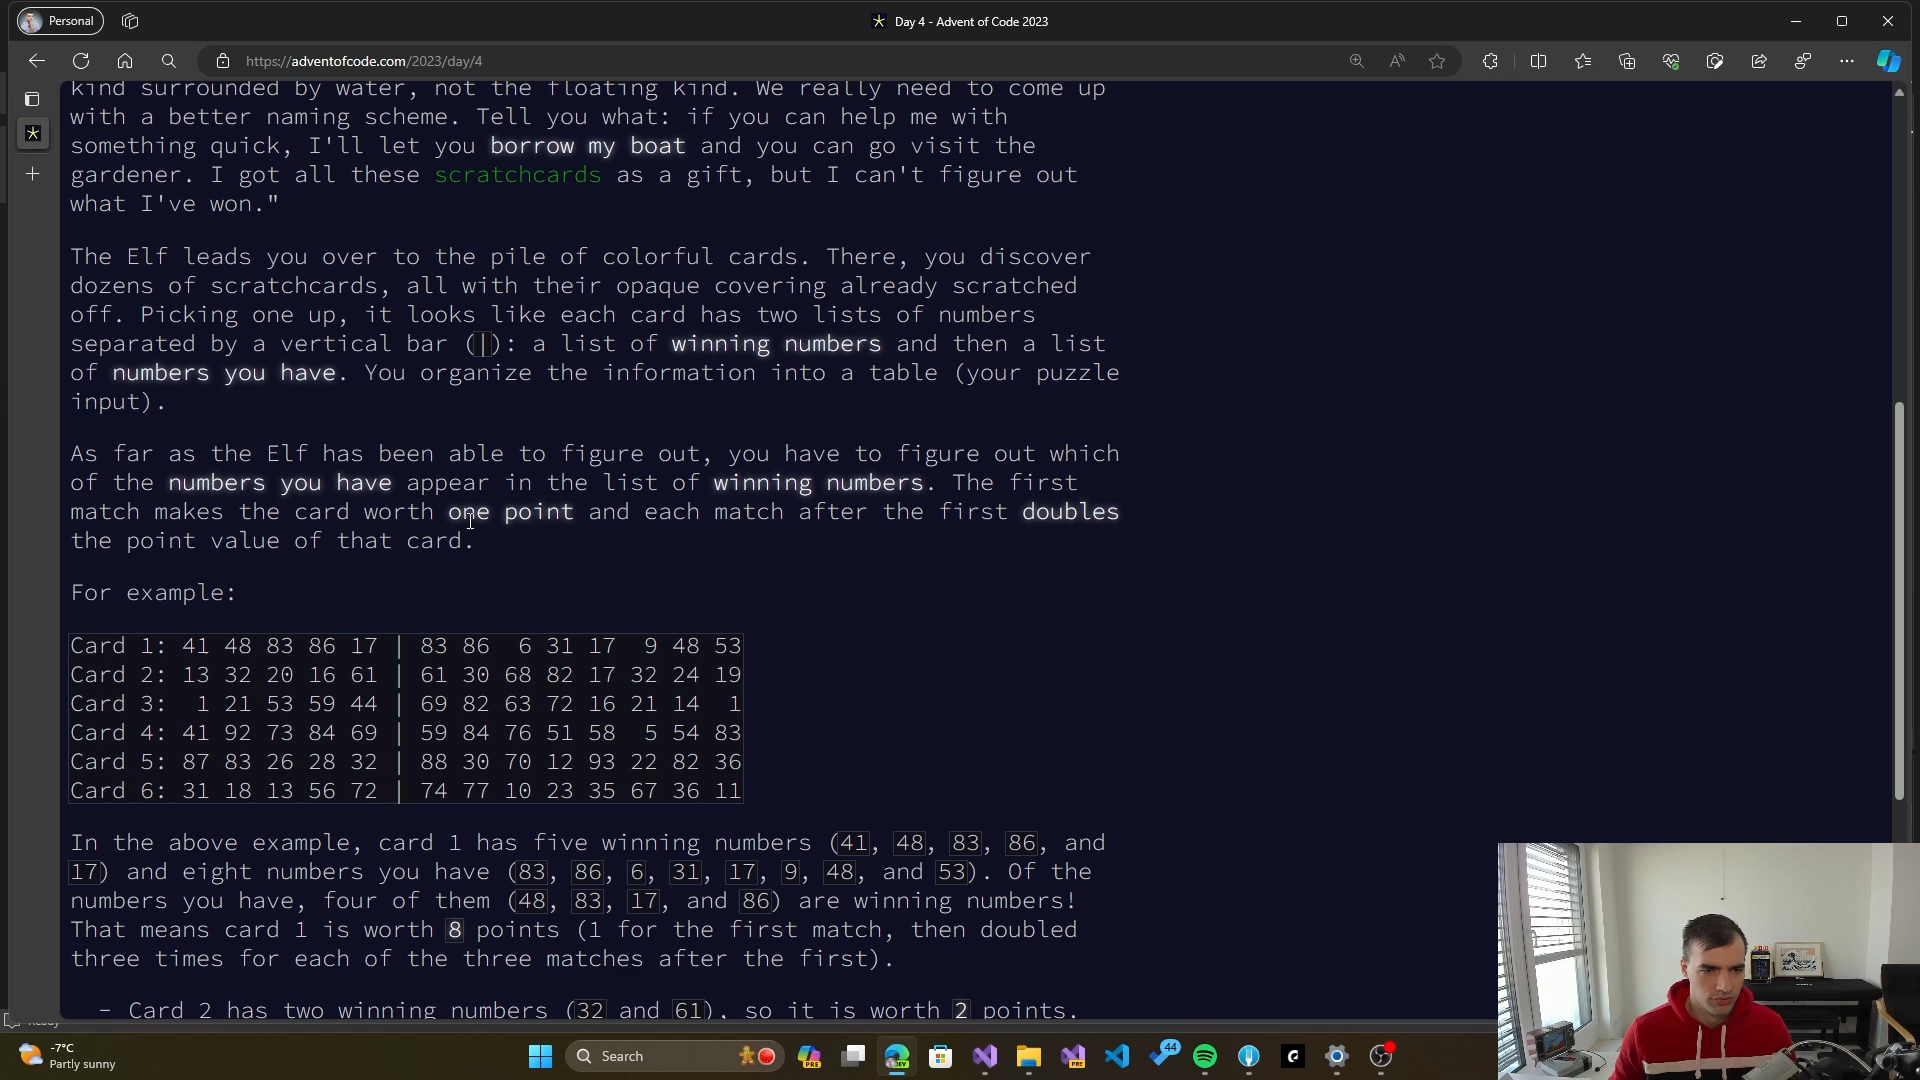 Personal
Day 4 - Advent of Code 2023
https://adventofcode.com/2023/day/4
kind surrounded by water, not the floating kind. We really need to come up
with a better naming scheme. Tell you what: if you can help me with
something quick, I'll let you borrow my boat and you can go visit the
gardener. I got all these scratchcards as a gift, but I can't figure out
what I've won."
The Elf leads you over to the pile of colorful cards. There, you discover
dozens of scratchcards, all with their opaque covering already scratched
off. Picking one up, it looks like each card has two lists of numbers
separated by a vertical bar (|): a list of winning numbers and then a list
of numbers you have. You organize the information into a table (your puzzle
input).
As far as the Elf has been able to figure out, you have to figure out which
of the numbers you have appear in the list of winning numbers. The first
match makes the card worth one point and each match after the first doubles
the point value of that card.
For example:
Card 1: 41 48 83 86 17 | 83 86  6 31 17  9 48 53
Card 2: 13 32 20 16 61 | 61 30 68 82 17 32 24 19
Card 3:  1 21 53 59 44 | 69 82 63 72 16 21 14  1
Card 4: 41 92 73 84 69 | 59 84 76 51 58  5 54 83
Card 5: 87 83 26 28 32 | 88 30 70 12 93 22 82 36
Card 6: 31 18 13 56 72 | 74 77 10 23 35 67 36 11
In the above example, card 1 has five winning numbers (41, 48, 83, 86, and
17) and eight numbers you have (83, 86, 6, 31, 17, 9, 48, and 53). Of the
numbers you have, four of them (48, 83, 17, and 86) are winning numbers!
That means card 1 is worth 8 points (1 for the first match, then doubled
three times for each of the three matches after the first).
- Card 2 has two winning numbers (32 and 61), so it is worth 2 points.
-7°C
Partly sunny
Search
PRE
DEV
PRE
44